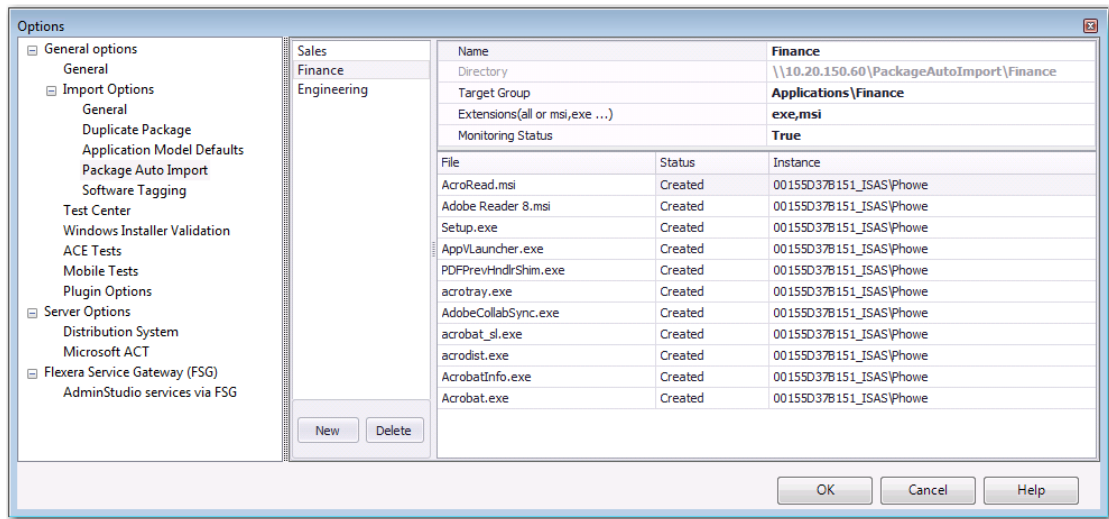 Options
General options
General
Import Options
General
Duplicate Package
Application Model Defaults
Package Auto Import
Software Tagging
Test Center
Windows Installer Validation
ACE Tests
Mobile Tests
Plugin Options
Server Options
Distribution System
Microsoft ACT
Flexera Service Gateway (FSG)
AdminStudio services via FSG
Sales
Finance
Engineering
New Delete
Name Finance
Directory \\10.20.150.60\PackageAutoImport\Finance
Target Group Applications\Finance
Extensions(all or msi,exe ...) exe,msi
Monitoring Status True
File Status Instance
AcroRead.msi Created 00155D37B151_ISAS\Phowe
Adobe Reader 8.msi Created 00155D37B151_ISAS\Phowe
Setup.exe Created 00155D37B151_ISAS\Phowe
AppVLauncher.exe Created 00155D37B151_ISAS\Phowe
PDFPrevHndlrShim.exe Created 00155D37B151_ISAS\Phowe
acrotray.exe Created 00155D37B151_ISAS\Phowe
AdobeCollabSync.exe Created 00155D37B151_ISAS\Phowe
acrobat_sl.exe Created 00155D37B151_ISAS\Phowe
acrodist.exe Created 00155D37B151_ISAS\Phowe
AcrobatInfo.exe Created 00155D37B151_ISAS\Phowe
Acrobat.exe Created 00155D37B151_ISAS\Phowe
OK Cancel Help